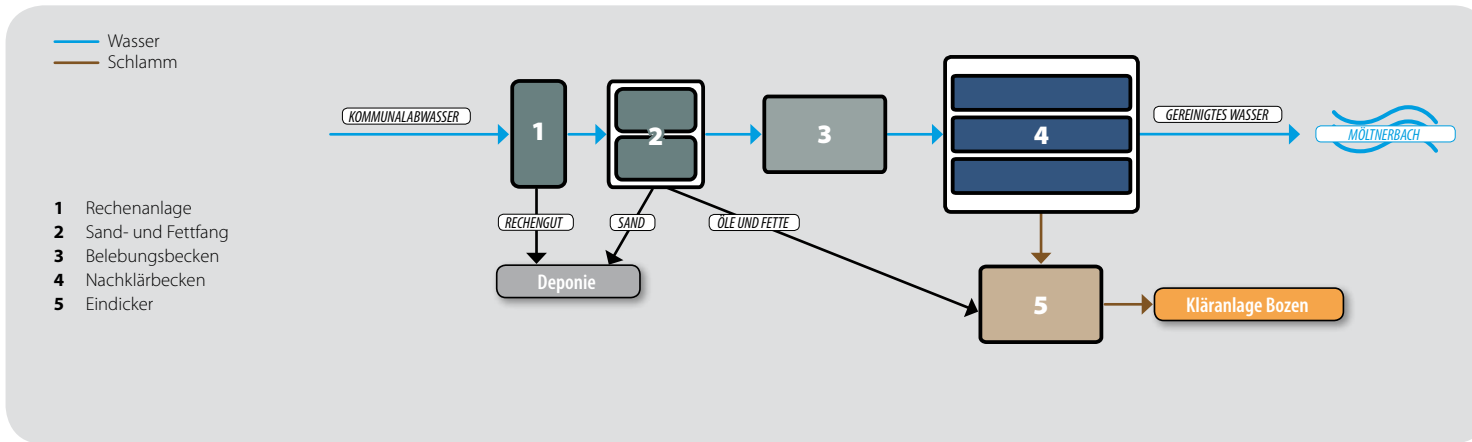 Wasser
Schlamm
KOMMUNALABWASSER
1
2
3
4
GEREINIGTES WASSER
MÖLTNERBACH
1 Rechenanlage
2 Sand- und Fettfang
3 Belebungsbecken
4 Nachklärbecken
5 Eindicker
RECHENGUT
SAND
ÖLE UND FETTE
Deponie
5
Kläranlage Bozen